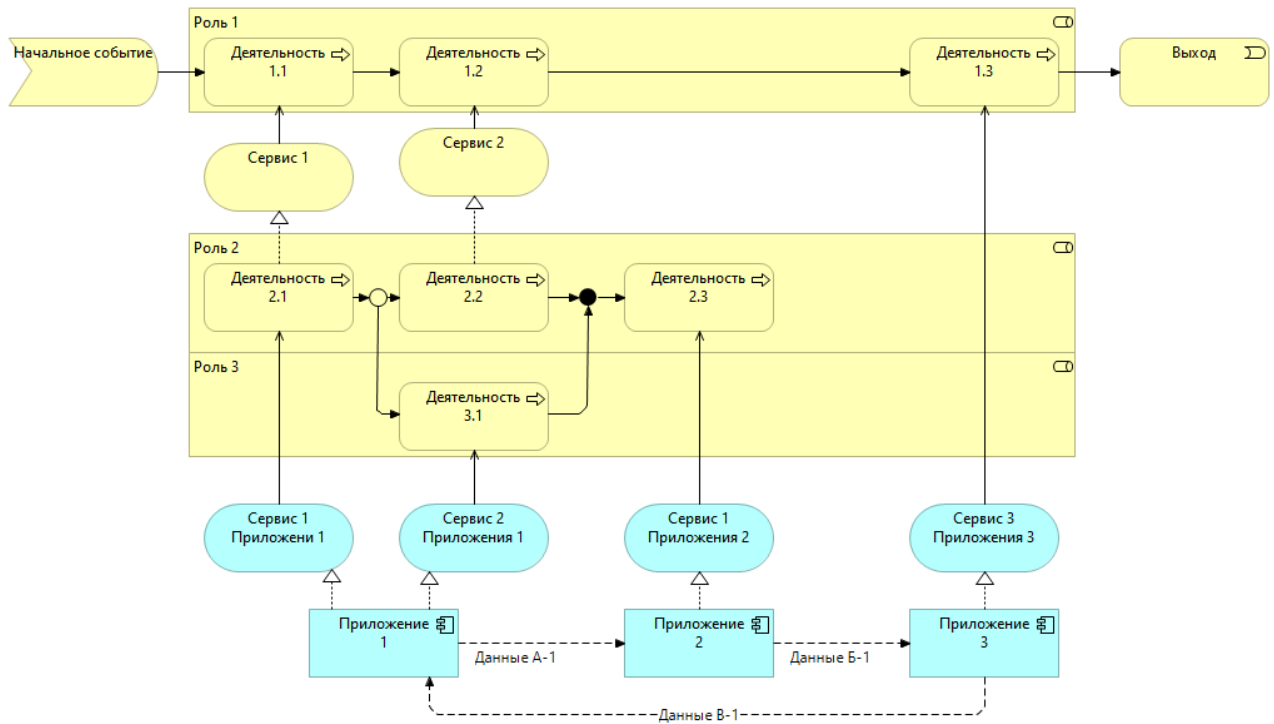 Роль 1
Начальное событие
Деятельность
1.1
Деятельность
1.2
Деятельность
1.3
Выход
Сервис 1
Сервис 2
Роль 2
Деятельность
2.1
Деятельность
2.2
Деятельность
2.3
Роль 3
Деятельность
3.1
Сервис 1
Приложени 1
Сервис 2
Приложения 1
Сервис 1
Приложения 2
Сервис 3
Приложения 3
Приложение
1
Приложение
2
Приложение
3
Данные А-1
Данные Б-1
Данные В-1